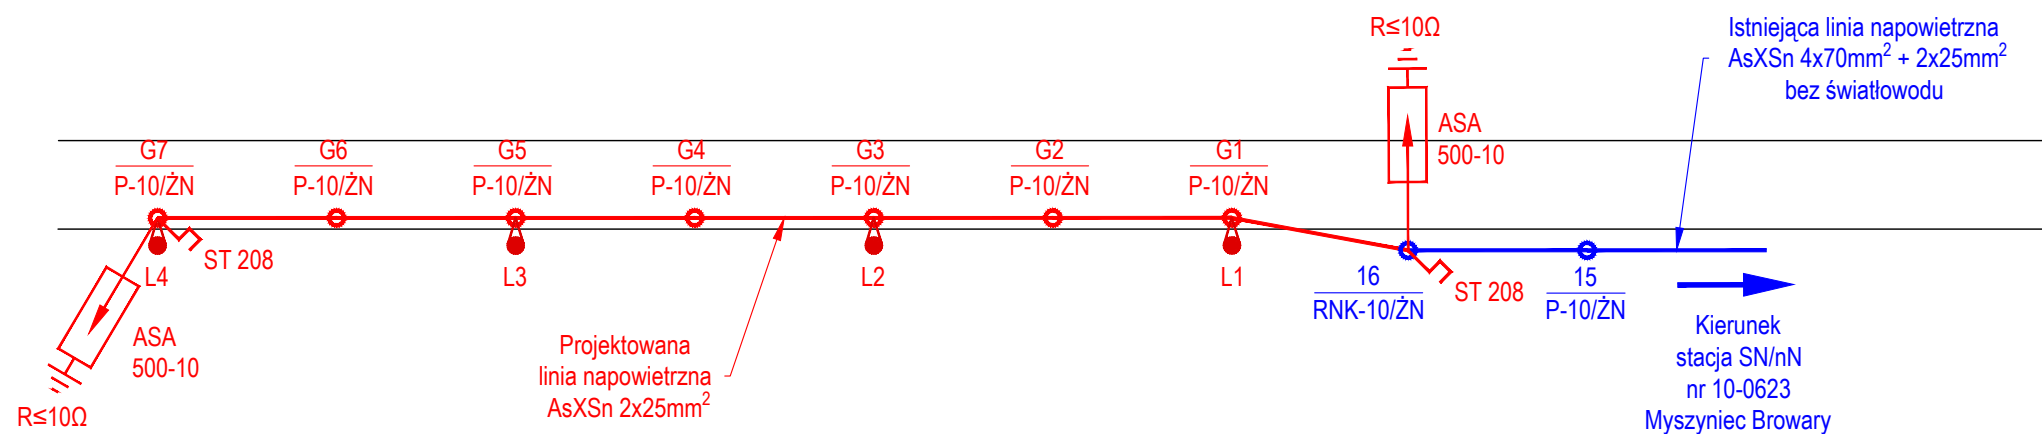 R≤10Ω
Istniejąca linia napowietrzna
AsXSn 4x70mm² + 2x25mm²
bez światłowodu
ASA
500-10
G7
P-10/ŻN
G6
P-10/ŻN
G5
P-10/ŻN
G4
P-10/ŻN
G3
P-10/ŻN
G2
P-10/ŻN
G1
P-10/ŻN
L4
ST 208
L3
L2
L1
16
RNK-10/ŻN
ST 208
15
P-10/ŻN
ASA
500-10
R≤10Ω
Projektowana
linia napowietrzna
AsXSn 2x25mm²
Kierunek
stacja SN/nN
nr 10-0623
Myszyniec Browary